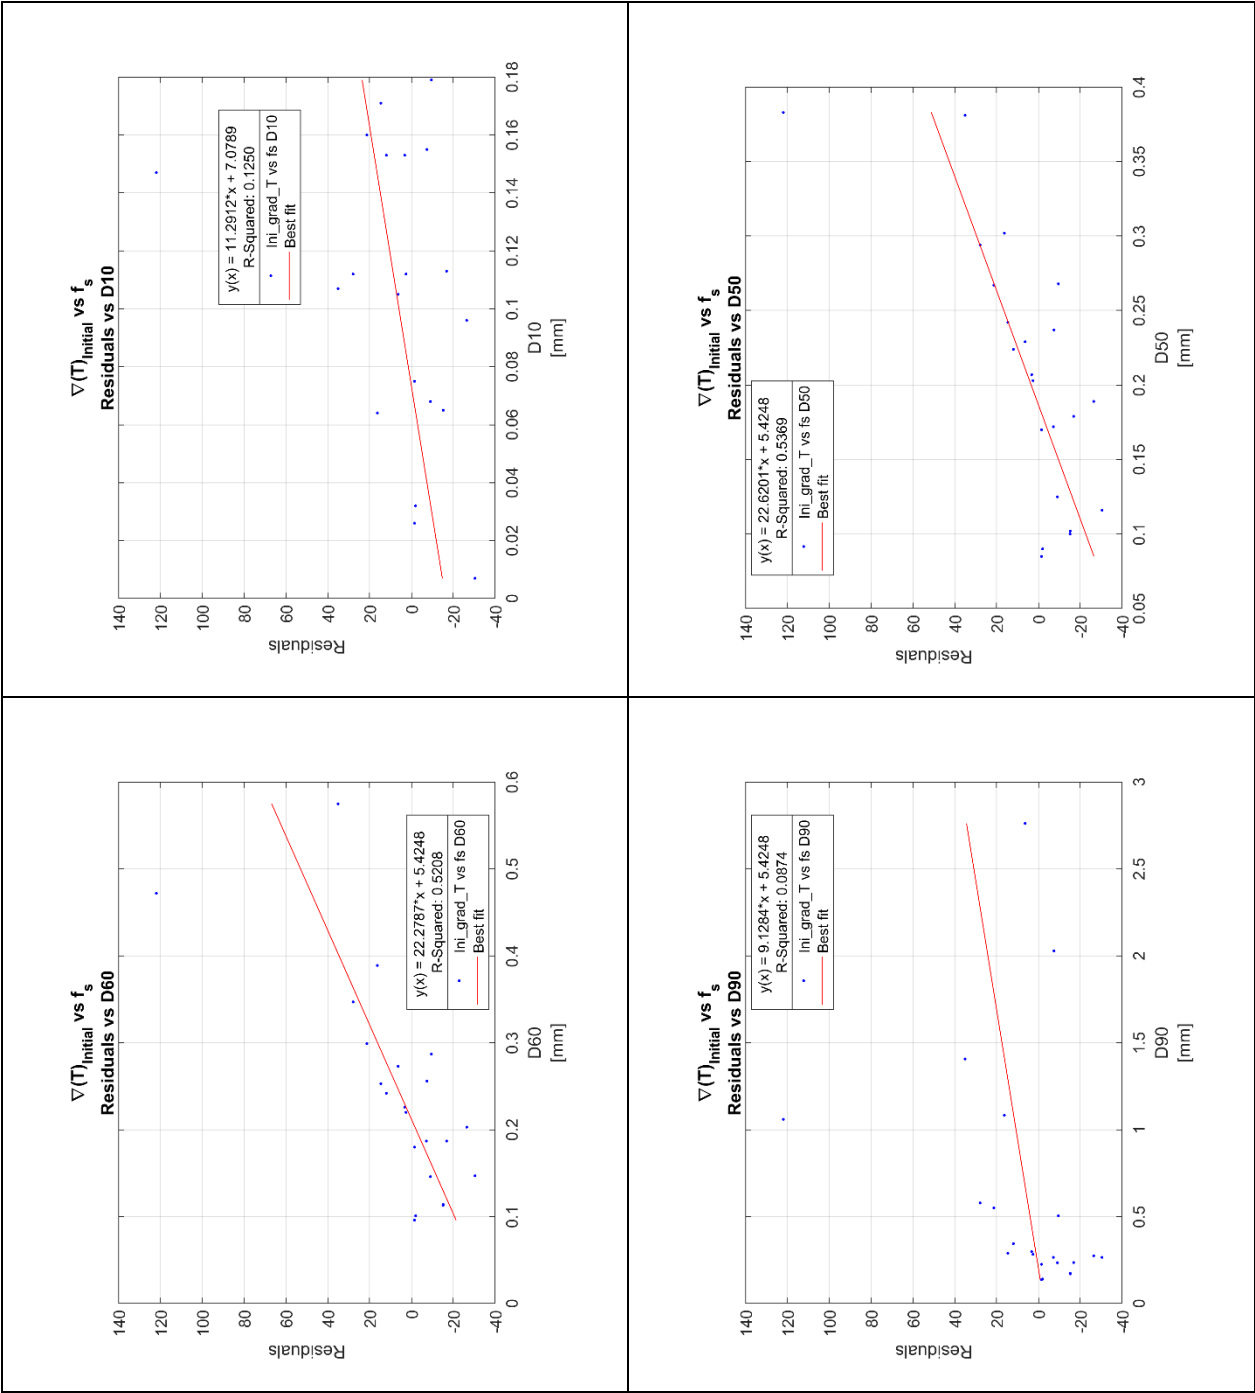 ∇(T)Initial vs fs
Residuals vs D60
Residuals
140
120
100
80
60
40
20
0
-20
-40
0
0.1
0.2
0.3
0.4
0.5
0.6
D60
[mm]
y(x) = 22.2787*x + 5.4248
R-Squared: 0.5208
Ini_grad_T vs fs D60
Best fit
∇(T)Initial vs fs
Residuals vs D10
Residuals
140
120
100
80
60
40
20
0
-20
-40
0
0.02
0.04
0.06
0.08
0.1
0.12
0.14
0.16
0.18
D10
[mm]
y(x) = 11.2912*x + 7.0789
R-Squared: 0.1250
Ini_grad_T vs fs D10
Best fit
∇(T)Initial vs fs
Residuals vs D90
Residuals
140
120
100
80
60
40
20
0
-20
-40
0
0.5
1
1.5
2
2.5
3
D90
[mm]
y(x) = 9.1284*x + 5.4248
R-Squared: 0.0874
Ini_grad_T vs fs D90
Best fit
∇(T)Initial vs fs
Residuals vs D50
Residuals
140
120
100
80
60
40
20
0
-20
-40
0.05
0.1
0.15
0.2
0.25
0.3
0.35
0.4
D50
[mm]
y(x) = 22.6201*x + 5.4248
R-Squared: 0.5369
Ini_grad_T vs fs D50
Best fit